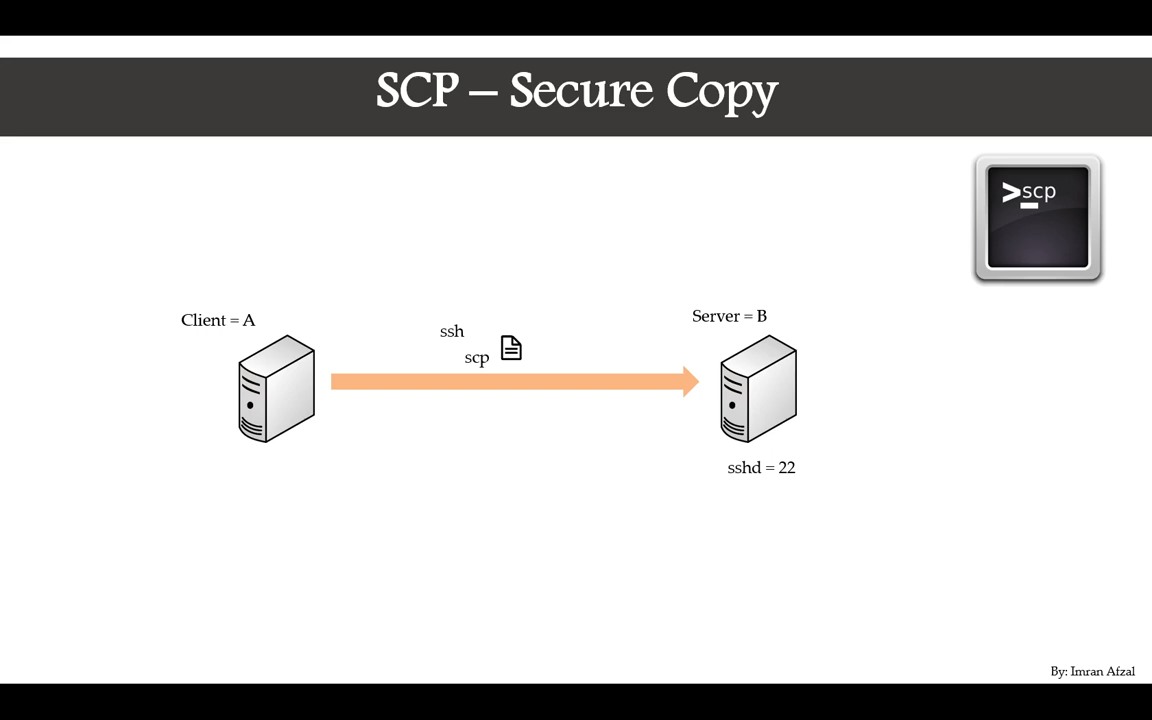 SCP – Secure Copy
>scp
Client = A
Server = B
ssh
scp
sshd = 22
By: Imran Afzal